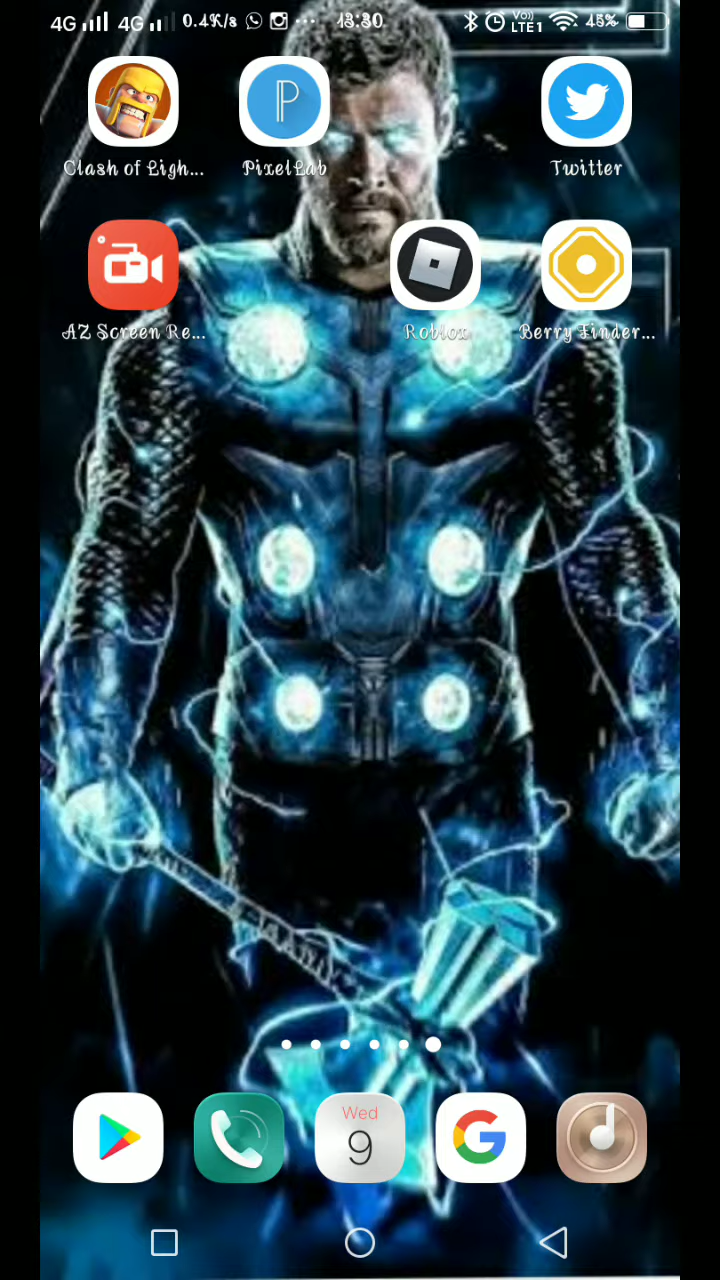 4G 4G 0.4K/s ... 13:30 VoI) LTE1 45%
Clash of Ligh... PixelLab Twitter
AZ Screen Re... Roblox Berry Finder...
Wed
9